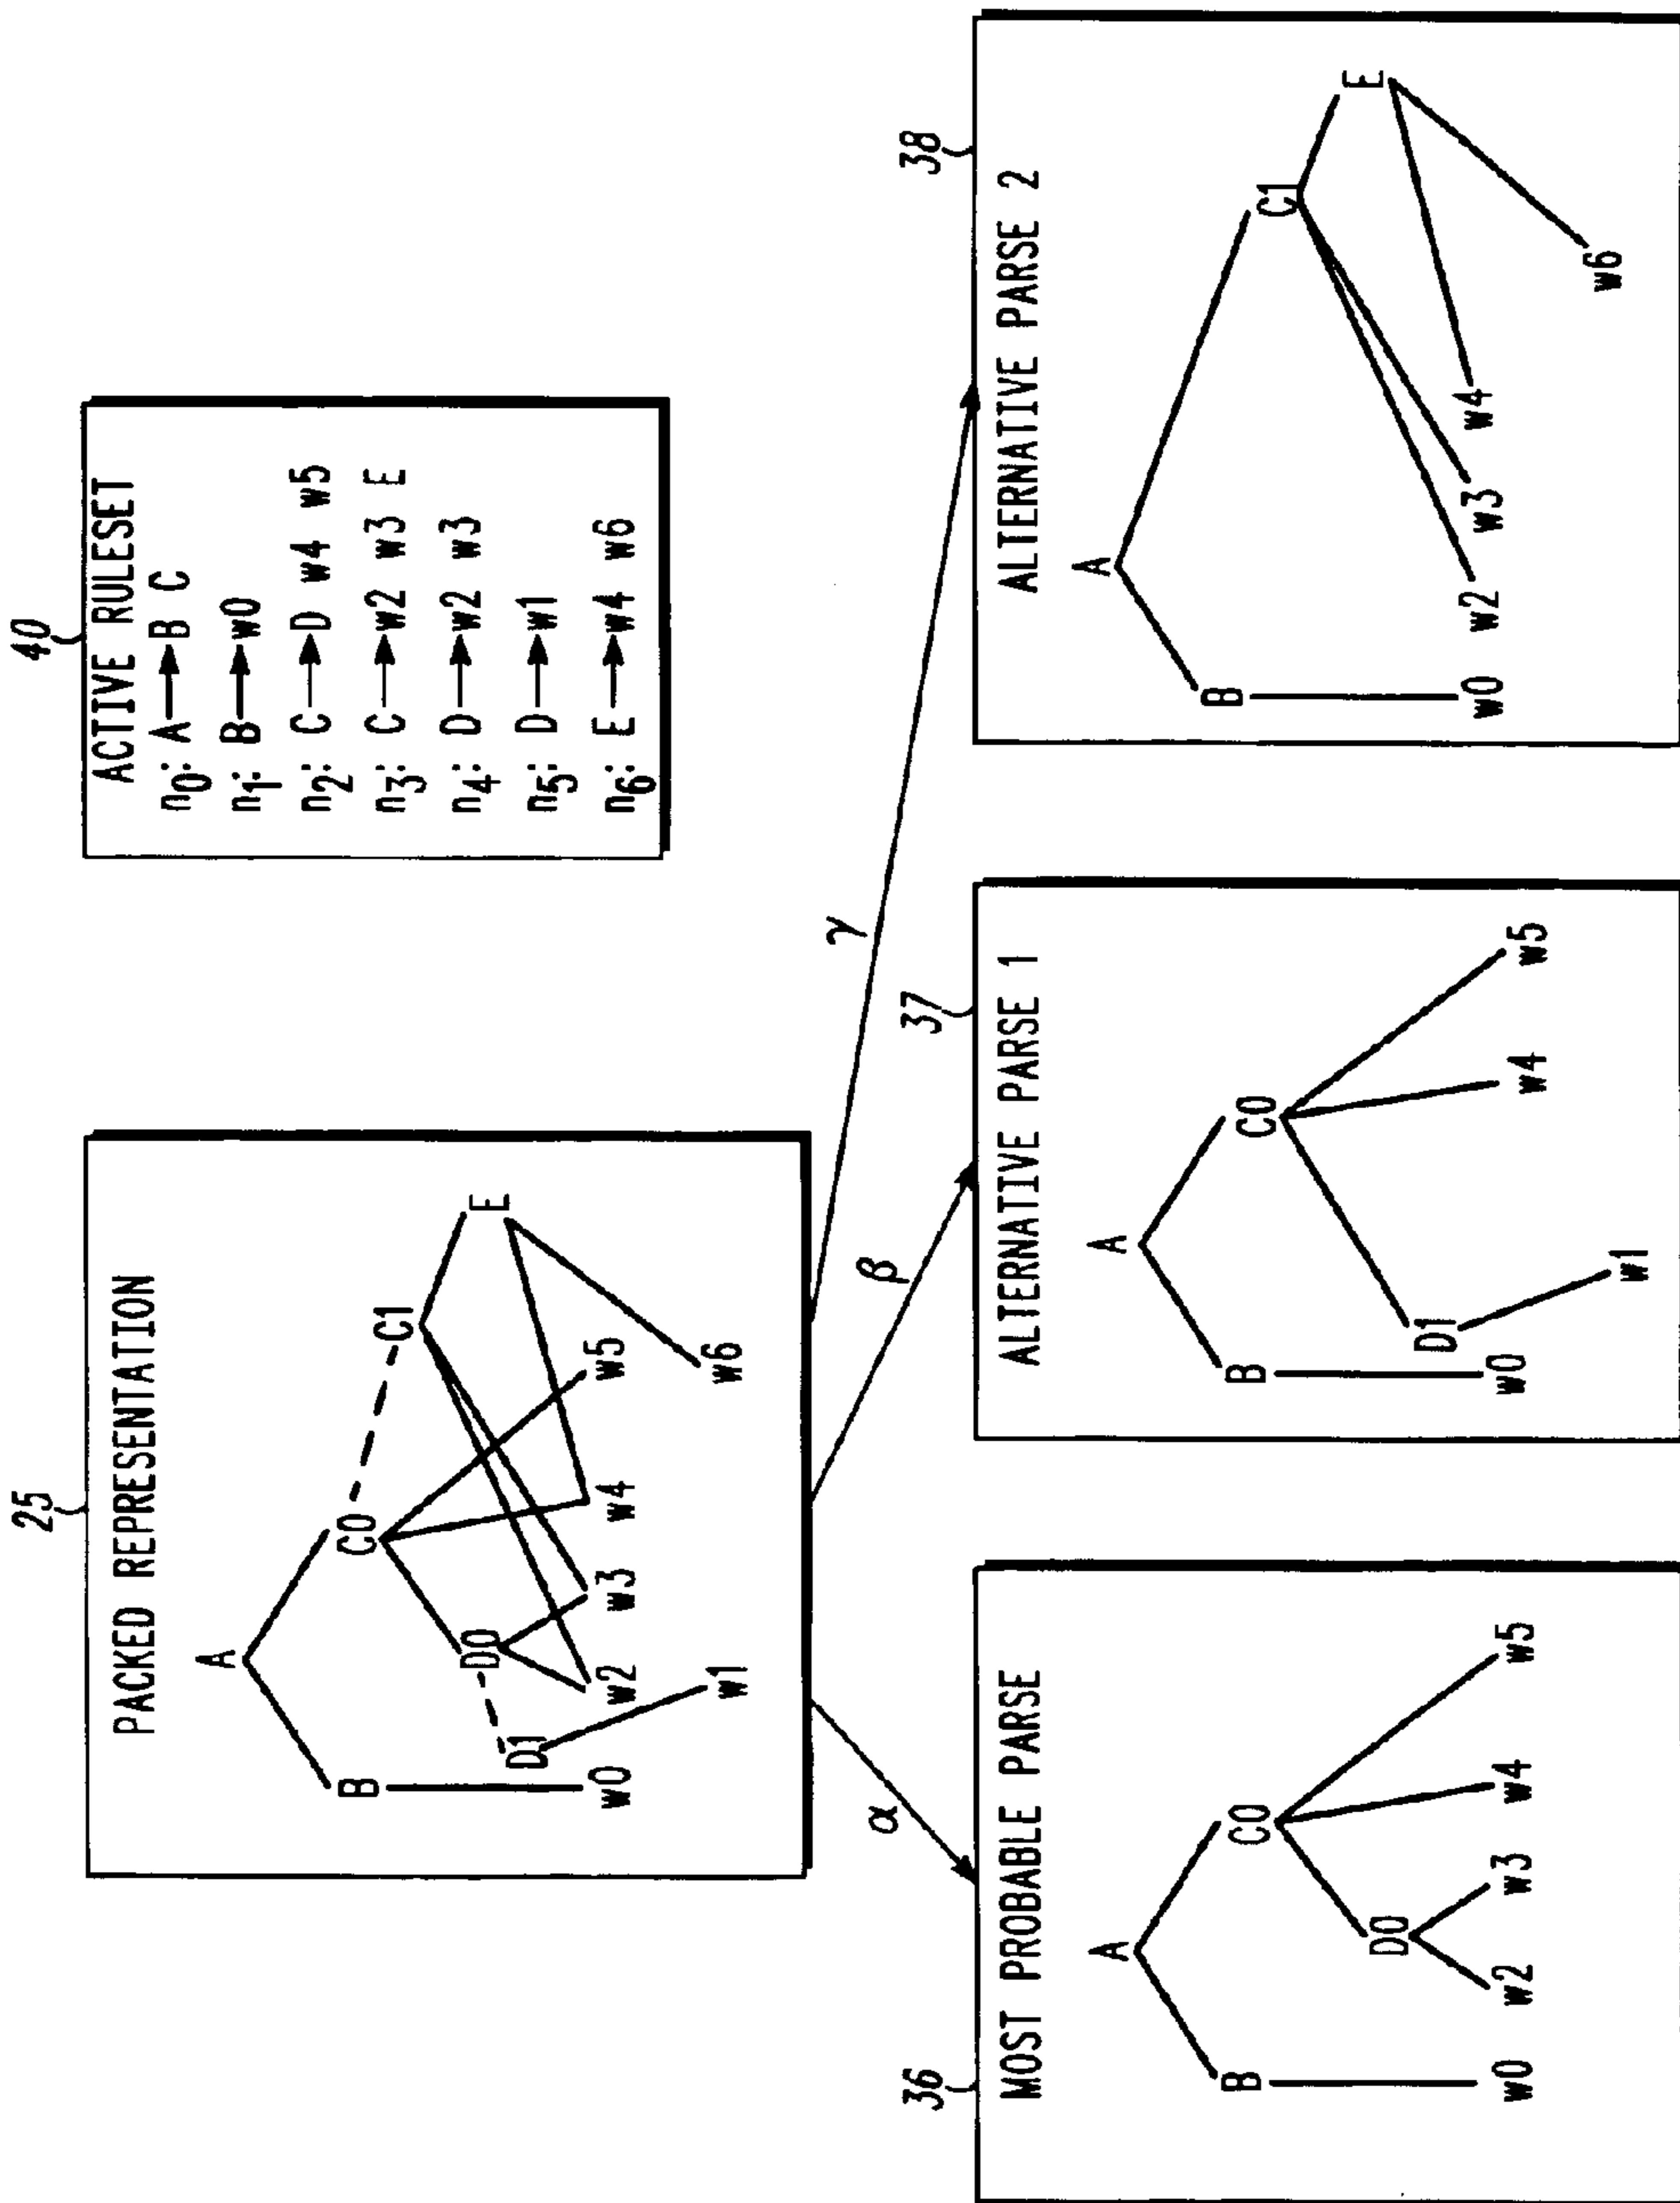 25
PACKED REPRESENTATION
A
B C0 C1
D1 D0 E
w0 w2 w3 w4 w5
w1 w6
40
ACTIVE RULESET
n0: A→B C
n1: B→w0
n2: C→D w4 w5
n3: C→w2 w3 E
n4: D→w2 w3
n5: D→w1
n6: E→w4 w6
α
β
γ
36
MOST PROBABLE PARSE
A
B C0
D0
w0 w2 w3 w4 w5
37
ALTERNATIVE PARSE 1
A
B C0
D1
w0 w4 w5
w1
38
ALTERNATIVE PARSE 2
A
B C1
E
w0 w2 w3 w4
w6